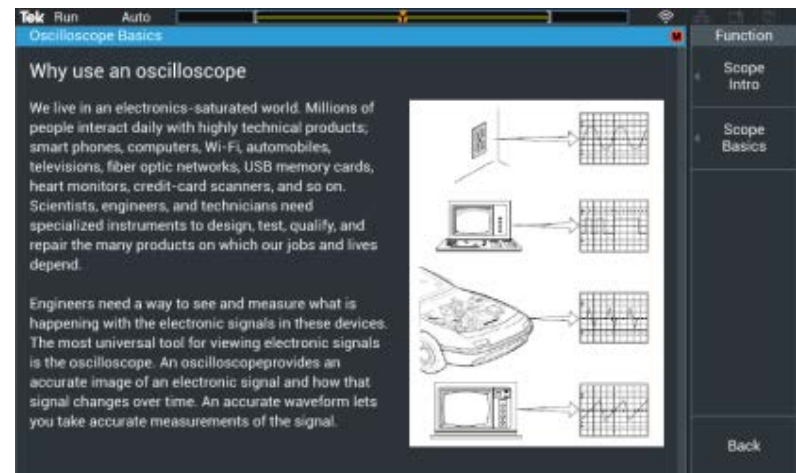 Tek Run Auto
Oscilloscope Basics
M
Function
Why use an oscilloscope
Scope
Intro
Scope
Basics
We live in an electronics-saturated world. Millions of
people interact daily with highly technical products;
smart phones, computers, Wi-Fi, automobiles,
televisions, fiber optic networks, USB memory cards,
heart monitors, credit-card scanners, and so on.
Scientists, engineers, and technicians need
specialized instruments to design, test, qualify, and
repair the many products on which our jobs and lives
depend.
Engineers need a way to see and measure what is
happening with the electronic signals in these devices.
The most universal tool for viewing electronic signals
is the oscilloscope. An oscilloscopeprovides an
accurate image of an electronic signal and how that
signal changes over time. An accurate waveform lets
you take accurate measurements of the signal.
Back